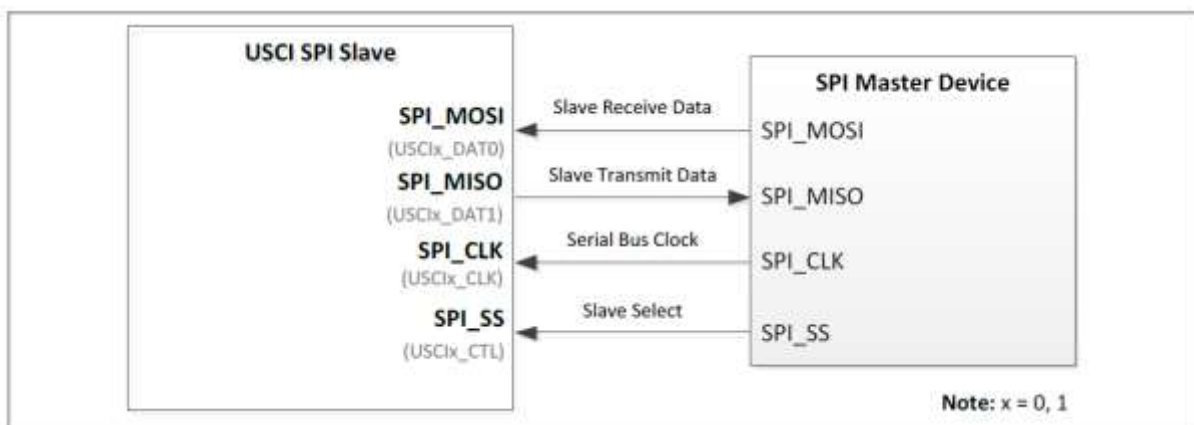 USCI SPI Slave
SPI_MOSI
(USCIx_DAT0)
SPI_MISO
(USCIx_DAT1)
SPI_CLK
(USCIx_CLK)
SPI_SS
(USCIx_CTL)
Slave Receive Data
Slave Transmit Data
Serial Bus Clock
Slave Select
SPI Master Device
SPI_MOSI
SPI_MISO
SPI_CLK
SPI_SS
Note: x = 0, 1